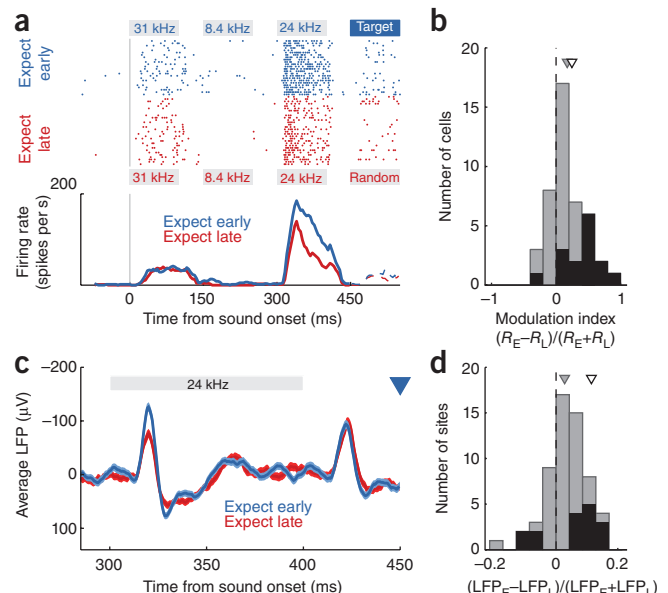 a
31 kHz 8.4 kHz 24 kHz Target
Expect early
Expect late
31 kHz 8.4 kHz 24 kHz Random
200
Firing rate (spikes per s)
Expect early
Expect late
0 150 300 450
Time from sound onset (ms)
b
20
15
10
5
0
Number of cells
–1 0 1
Modulation index
(RE–RL)/(RE+RL)
c
–200
–100
0
100
Average LFP (µV)
24 kHz
Expect early
Expect late
300 350 400 450
Time from sound onset (ms)
d
20
15
10
5
0
Number of sites
–0.2 0 0.2
(LFPE–LFPL)/(LFPE+LFPL)